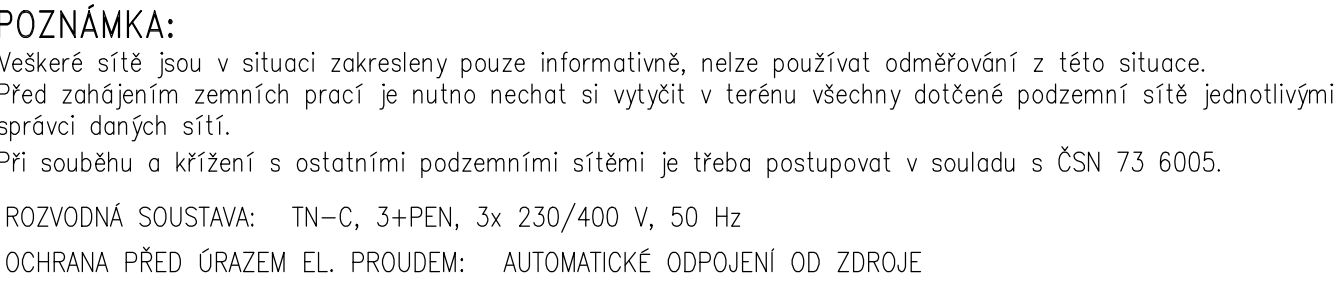 POZNÁMKA:
Veškeré sítě jsou v situaci zakresleny pouze informativně, nelze používat odměřování z této situace.
Před zahájením zemních prací je nutno nechat si vytyčit v terénu všechny dotčené podzemní sítě jednotlivými
správci daných sítí.
Při souběhu a křížení s ostatními podzemními sítěmi je třeba postupovat v souladu s ČSN 73 6005.
ROZVODNÁ SOUSTAVA: TN-C, 3+PEN, 3x 230/400 V, 50 Hz
OCHRANA PŘED ÚRAZEM EL. PROUDEM: AUTOMATICKÉ ODPOJENÍ OD ZDROJE